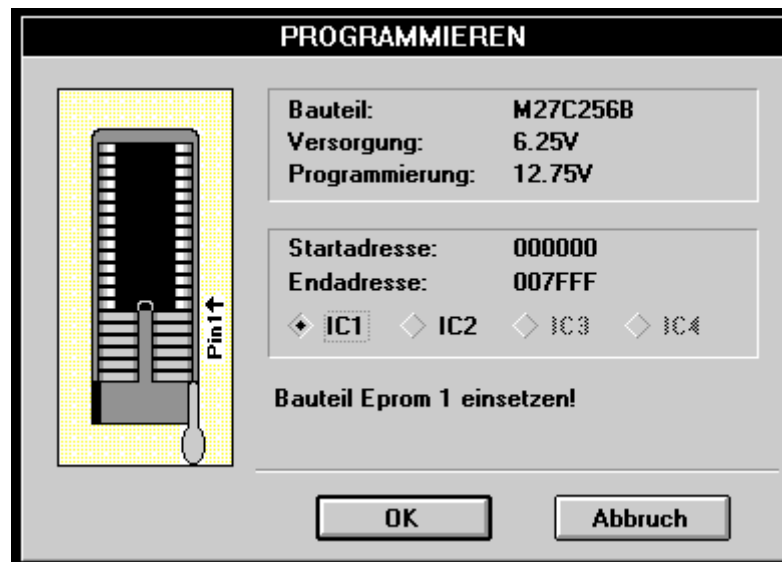 PROGRAMMIEREN
Bauteil: M27C256B
Versorgung: 6.25V
Programmierung: 12.75V
Startadresse: 000000
Endadresse: 007FFF
IC1 IC2 IC3 IC4
Pin1↑
Bauteil Eprom 1 einsetzen!
OK Abbruch